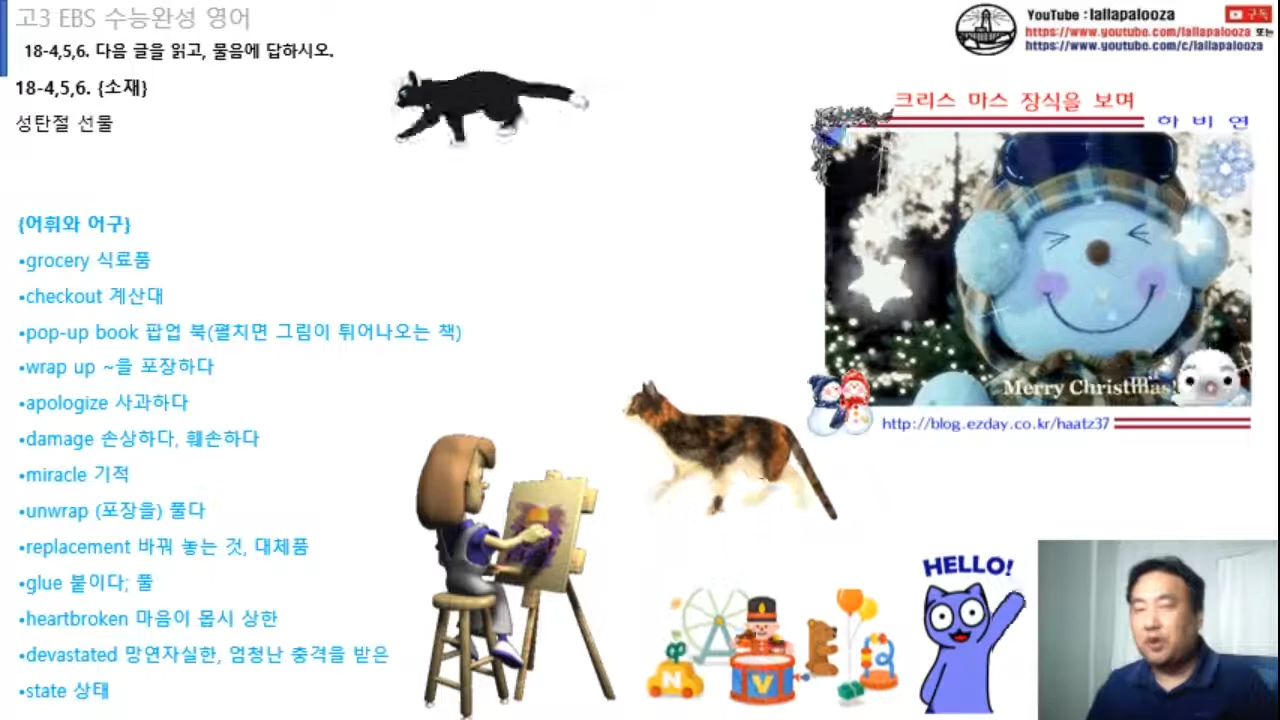 고3 EBS 수능완성 영어
18-4,5,6. 다음 글을 읽고, 물음에 답하시오.
18-4,5,6. {소재}
성탄절 선물
{어휘와 어구}
•grocery 식료품
•checkout 계산대
•pop-up book 팝업 북(펼치면 그림이 튀어나오는 책)
•wrap up ~을 포장하다
•apologize 사과하다
•damage 손상하다, 훼손하다
•miracle 기적
•unwrap (포장을) 풀다
•replacement 바꿔 놓는 것, 대체품
•glue 붙이다; 풀
•heartbroken 마음이 몹시 상한
•devastated 망연자실한, 엄청난 충격을 받은
•state 상태
YouTube : lallapalooza
구독
https://www.youtube.com/lallapalooza 또는
https://www.youtube.com/c/lallapalooza
크리스 마스 장식을 보며
하 비 연
Merry Christmas!
http://blog.ezday.co.kr/haatz37
HELLO!
N
V